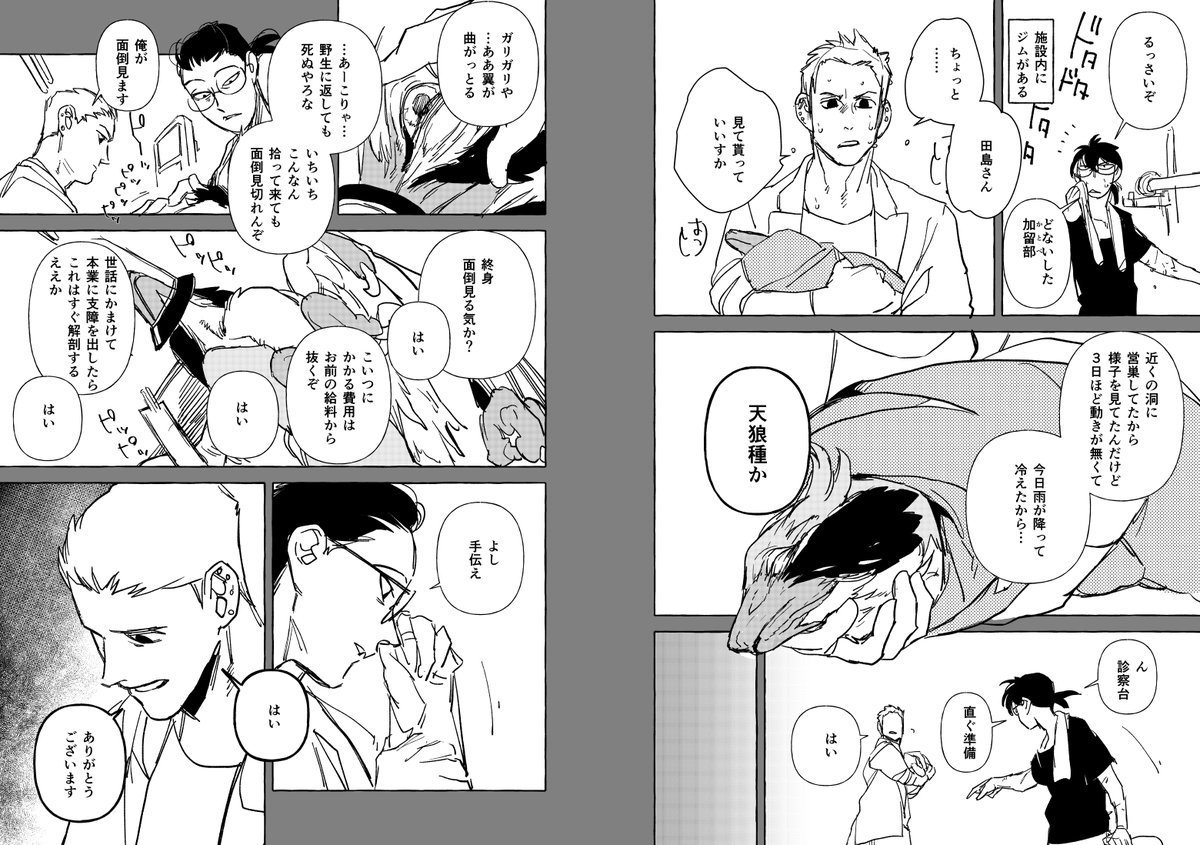 るっさいぞ
ドタ
ドタ
ドタ
施設内に
ジムがある
どないした
加留部
かとべ
ちょっと
……
田島さん
見て貰って
いいすか
はっ
近くの洞に
営巣してたから
様子を見てたんだけど
3日ほど動きが無くて
今日雨が降って
冷えたから…
天狼種か
ん
診察台
直ぐ準備
はい
ガリガリや
…ああ翼が
曲がっとる
…あーこりゃ…
野生に返しても
死ぬやろな
いちいち
こんなん
拾って来ても
面倒見切れんぞ
俺が
面倒見ます
終身
面倒見る気か?
はい
こいつに
かかる費用は
お前の給料から
抜くぞ
はい
世話にかまけて
本業に支障を出したら
これはすぐ解剖する
ええか
はい
よし
手伝え
はい
ありがとう
ございます